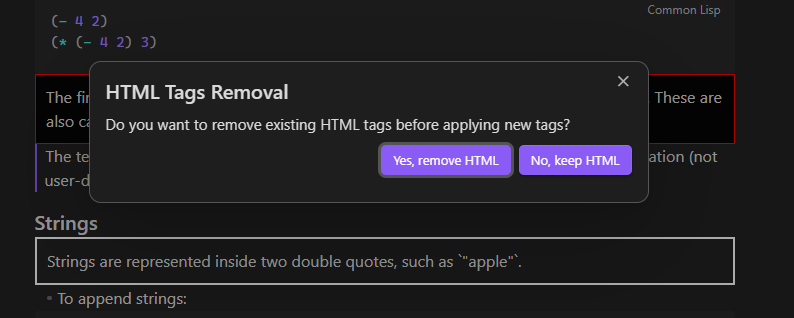 Common Lisp
(- 4 2)
(* (- 4 2) 3)
The fir . These are
also ca
HTML Tags Removal
Do you want to remove existing HTML tags before applying new tags?
Yes, remove HTML No, keep HTML
The te ation (not
user-d
Strings
Strings are represented inside two double quotes, such as `"apple"`.
• To append strings: